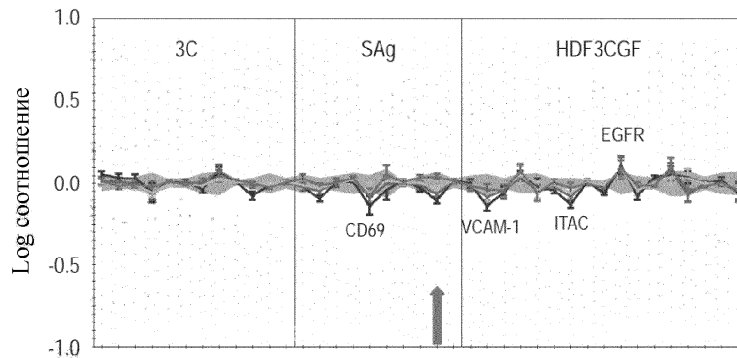 Log соотношение
1.0
0.5
0.0
-0.5
-1.0
3C
SAg
HDF3CGF
EGFR
CD69
VCAM-1
ITAC